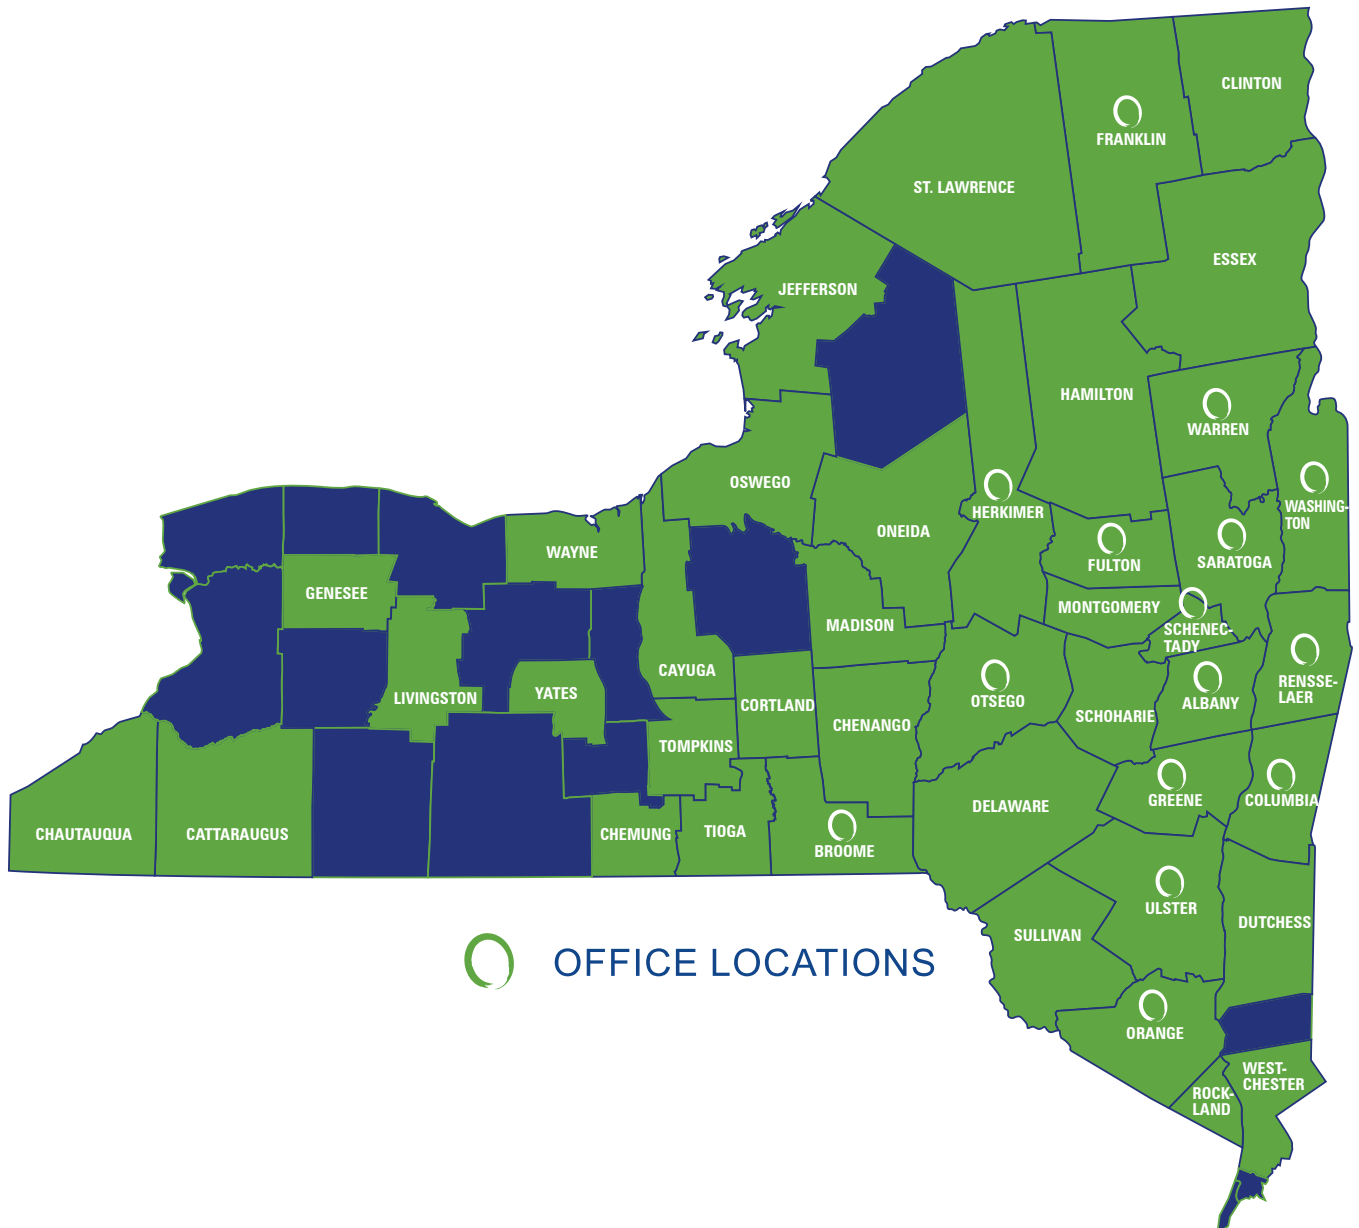 CLINTON
FRANKLIN
ST. LAWRENCE
ESSEX
JEFFERSON
HAMILTON
WARREN
OSWEGO
HERKIMER
WASHING-
TON
ONEIDA
WAYNE
FULTON
SARATOGA
GENESEE
MONTGOMERY
MADISON
SCHENEC-
TADY
CAYUGA
LIVINGSTON
YATES
CORTLAND
OTSEGO
ALBANY
RENSSE-
LAER
CHENANGO
SCHOHARIE
TOMPKINS
GREENE
COLUMBIA
DELAWARE
CHAUTAUQUA
CATTARAUGUS
CHEMUNG
TIOGA
BROOME
ULSTER
DUTCHESS
SULLIVAN
OFFICE LOCATIONS
ORANGE
WEST-
CHESTER
ROCK-
LAND